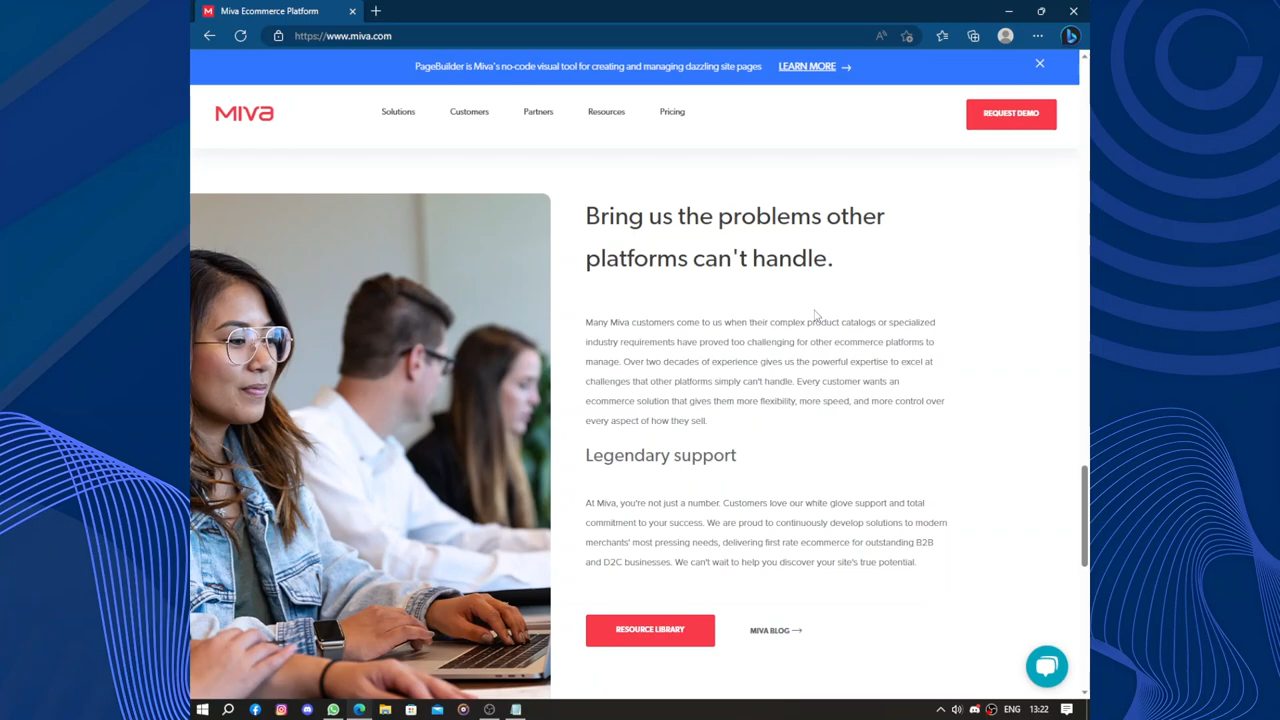 Miva Ecommerce Platform
https://www.miva.com
PageBuilder is Miva's no-code visual tool for creating and managing dazzling site pages LEARN MORE →
MIVA
Solutions Customers Partners Resources Pricing
REQUEST DEMO
Bring us the problems other
platforms can't handle.
Many Miva customers come to us when their complex product catalogs or specialized
industry requirements have proved too challenging for other ecommerce platforms to
manage. Over two decades of experience gives us the powerful expertise to excel at
challenges that other platforms simply can't handle. Every customer wants an
ecommerce solution that gives them more flexibility, more speed, and more control over
every aspect of how they sell.
Legendary support
At Miva, you're not just a number. Customers love our white glove support and total
commitment to your success. We are proud to continuously develop solutions to modern
merchants' most pressing needs, delivering first rate ecommerce for outstanding B2B
and D2C businesses. We can't wait to help you discover your site's true potential.
RESOURCE LIBRARY MIVA BLOG →
ENG 13:22